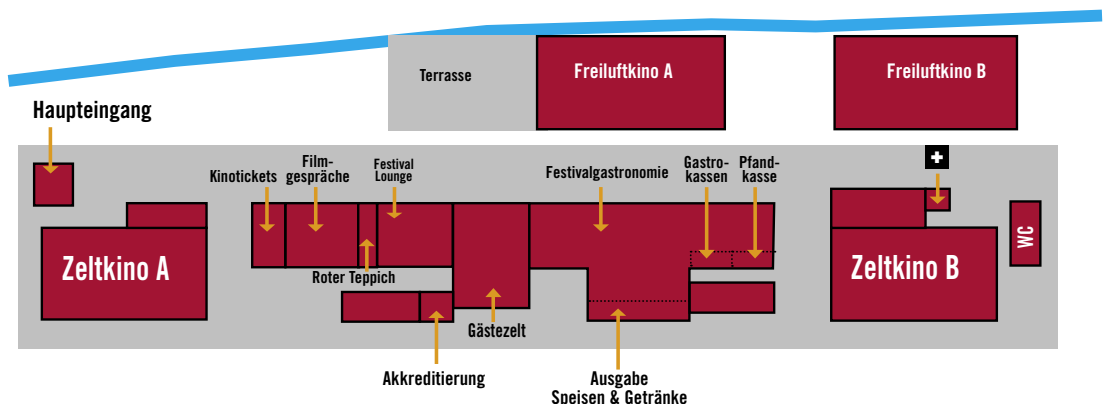 Terrasse
Freiluftkino A
Freiluftkino B
Haupteingang
Kinotickets
Film-
gespräche
Festival
Lounge
Festivalgastronomie
Gastro-
kassen
Pfand-
kasse
Zeltkino A
Roter Teppich
Zeltkino B
WC
Gästezelt
Akkreditierung
Ausgabe
Speisen & Getränke